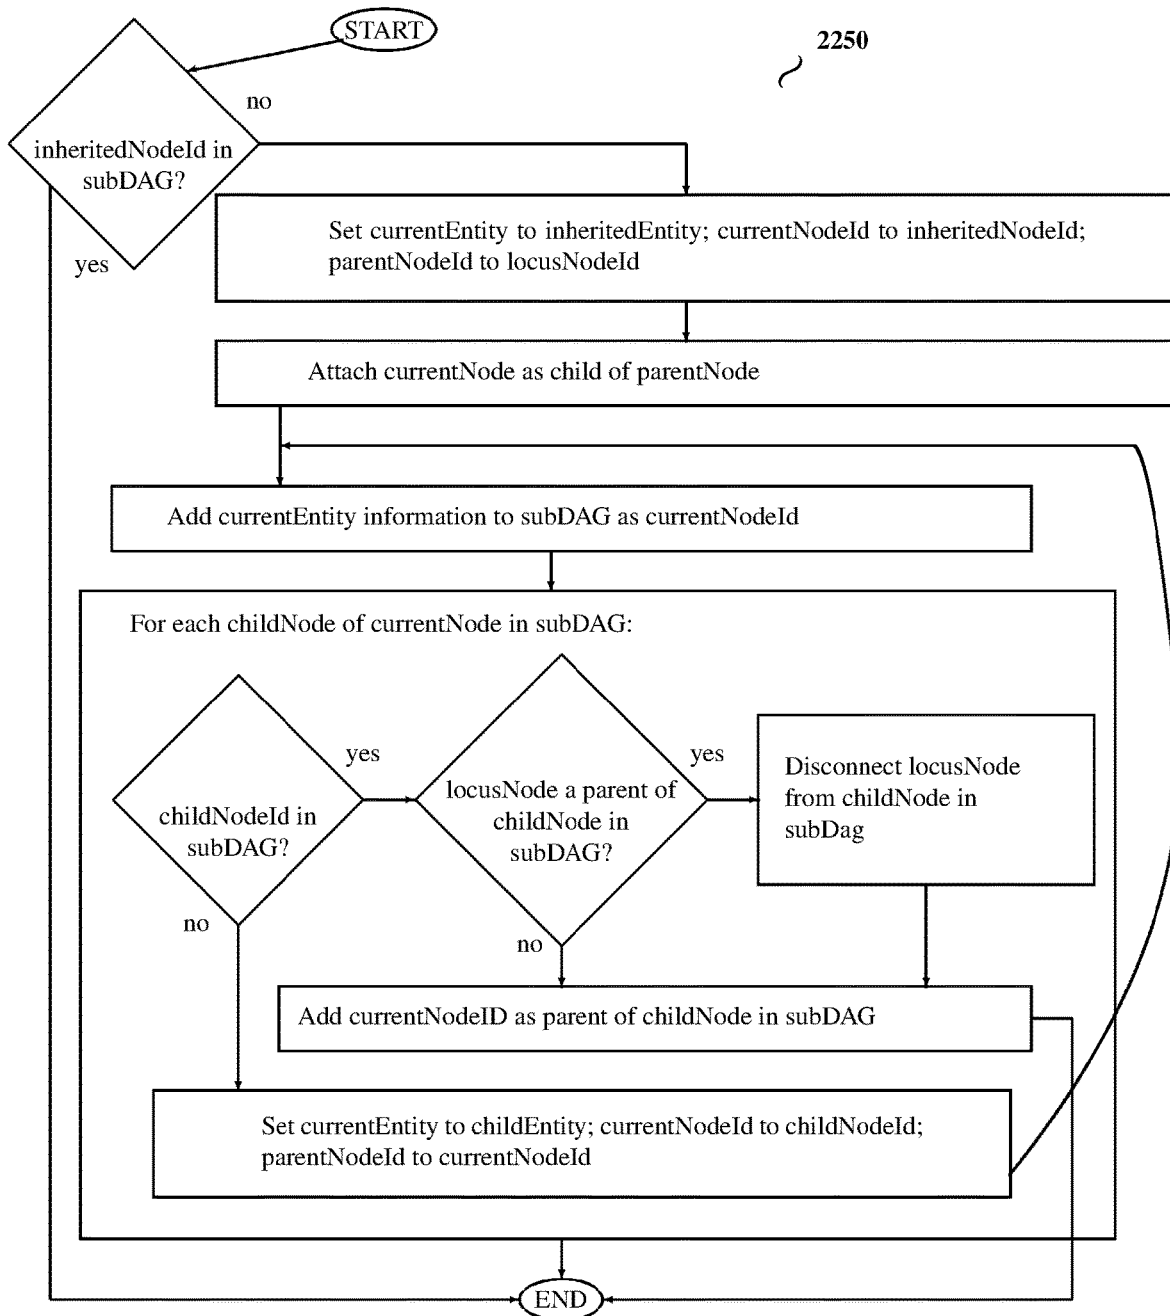 START
2250
no
inheritedNodeId in
subDAG?
yes
Set currentEntity to inheritedEntity; currentNodeId to inheritedNodeId;
parentNodeId to locusNodeId
Attach currentNode as child of parentNode
Add currentEntity information to subDAG as currentNodeId
For each childNode of currentNode in subDAG:
yes
yes
childNodeId in
subDAG?
locusNode a parent of
childNode in
subDAG?
Disconnect locusNode
from childNode in
subDag
no
no
Add currentNodeID as parent of childNode in subDAG
Set currentEntity to childEntity; currentNodeId to childNodeId;
parentNodeId to currentNodeId
END